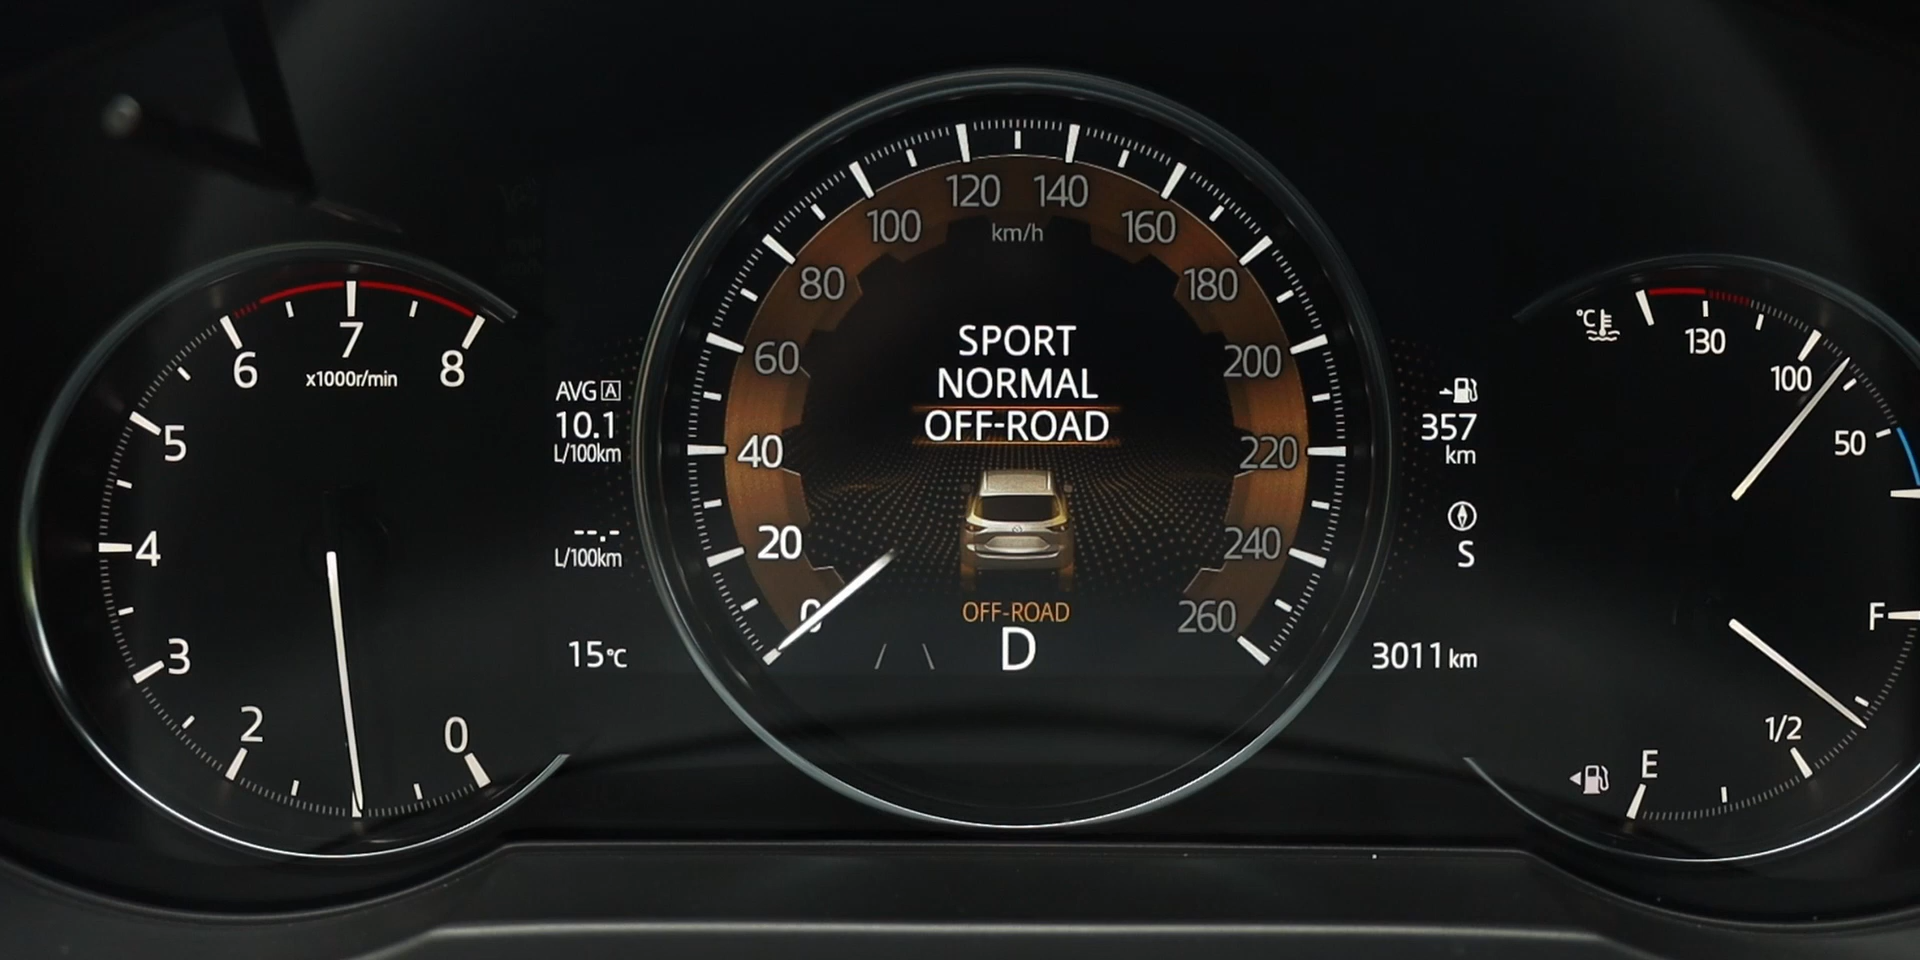 8
7
6
5
4
3
2
0
x1000r/min
AVG A
10.1
L/100km
--.-
L/100km
15℃
0
20
40
60
80
100
120
140
160
180
200
220
240
260
km/h
SPORT
NORMAL
OFF-ROAD
OFF-ROAD
D
357
km
S
3011 km
℃
130
100
50
F
1/2
E